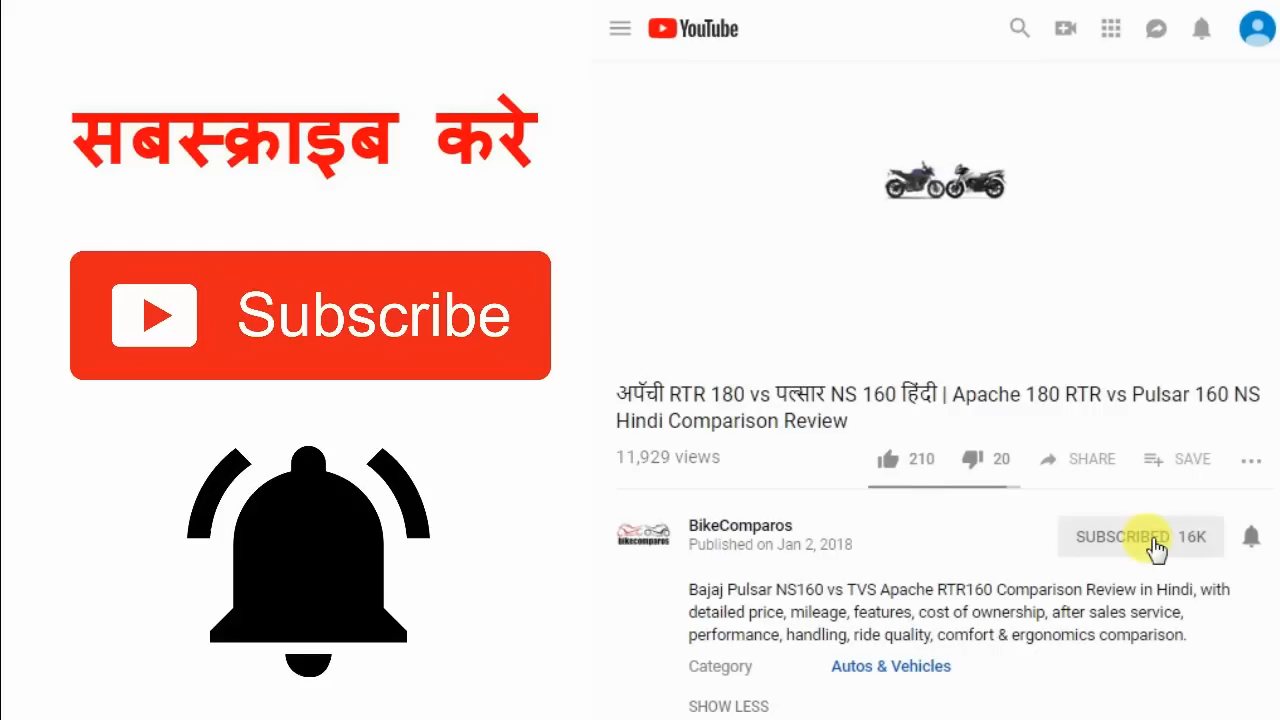 सबस्क्राइब करे
Subscribe
YouTube
अपॅची RTR 180 vs पल्सार NS 160 हिंदी | Apache 180 RTR vs Pulsar 160 NS
Hindi Comparison Review
11,929 views
210
20
SHARE
SAVE
bikecomparos
BikeComparos
Published on Jan 2, 2018
SUBSCRIBED 16K
Bajaj Pulsar NS160 vs TVS Apache RTR160 Comparison Review in Hindi, with
detailed price, mileage, features, cost of ownership, after sales service,
performance, handling, ride quality, comfort & ergonomics comparison.
Category
Autos & Vehicles
SHOW LESS